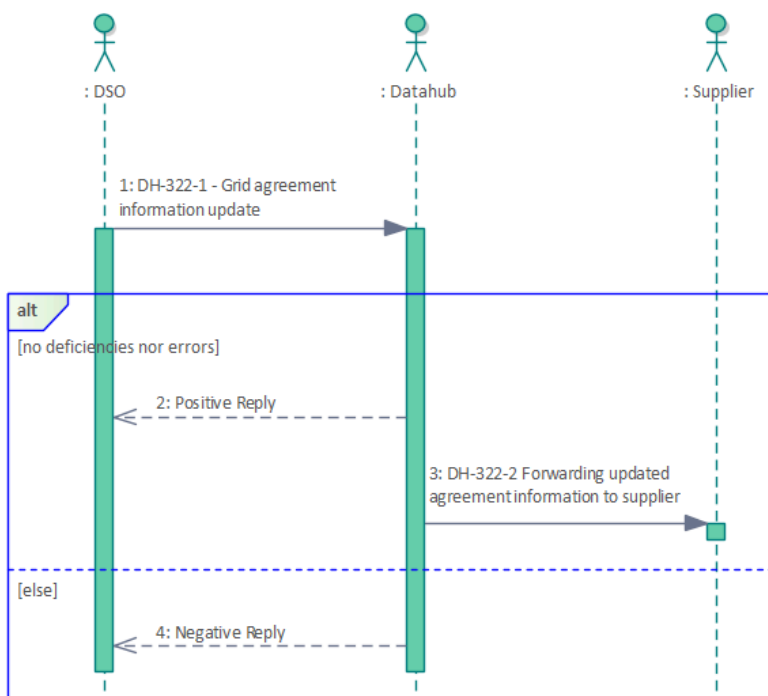 : DSO
: Datahub
: Supplier
1: DH-322-1 - Grid agreement
information update
alt
[no deficiencies nor errors]
2: Positive Reply
3: DH-322-2 Forwarding updated
agreement information to supplier
[else]
4: Negative Reply